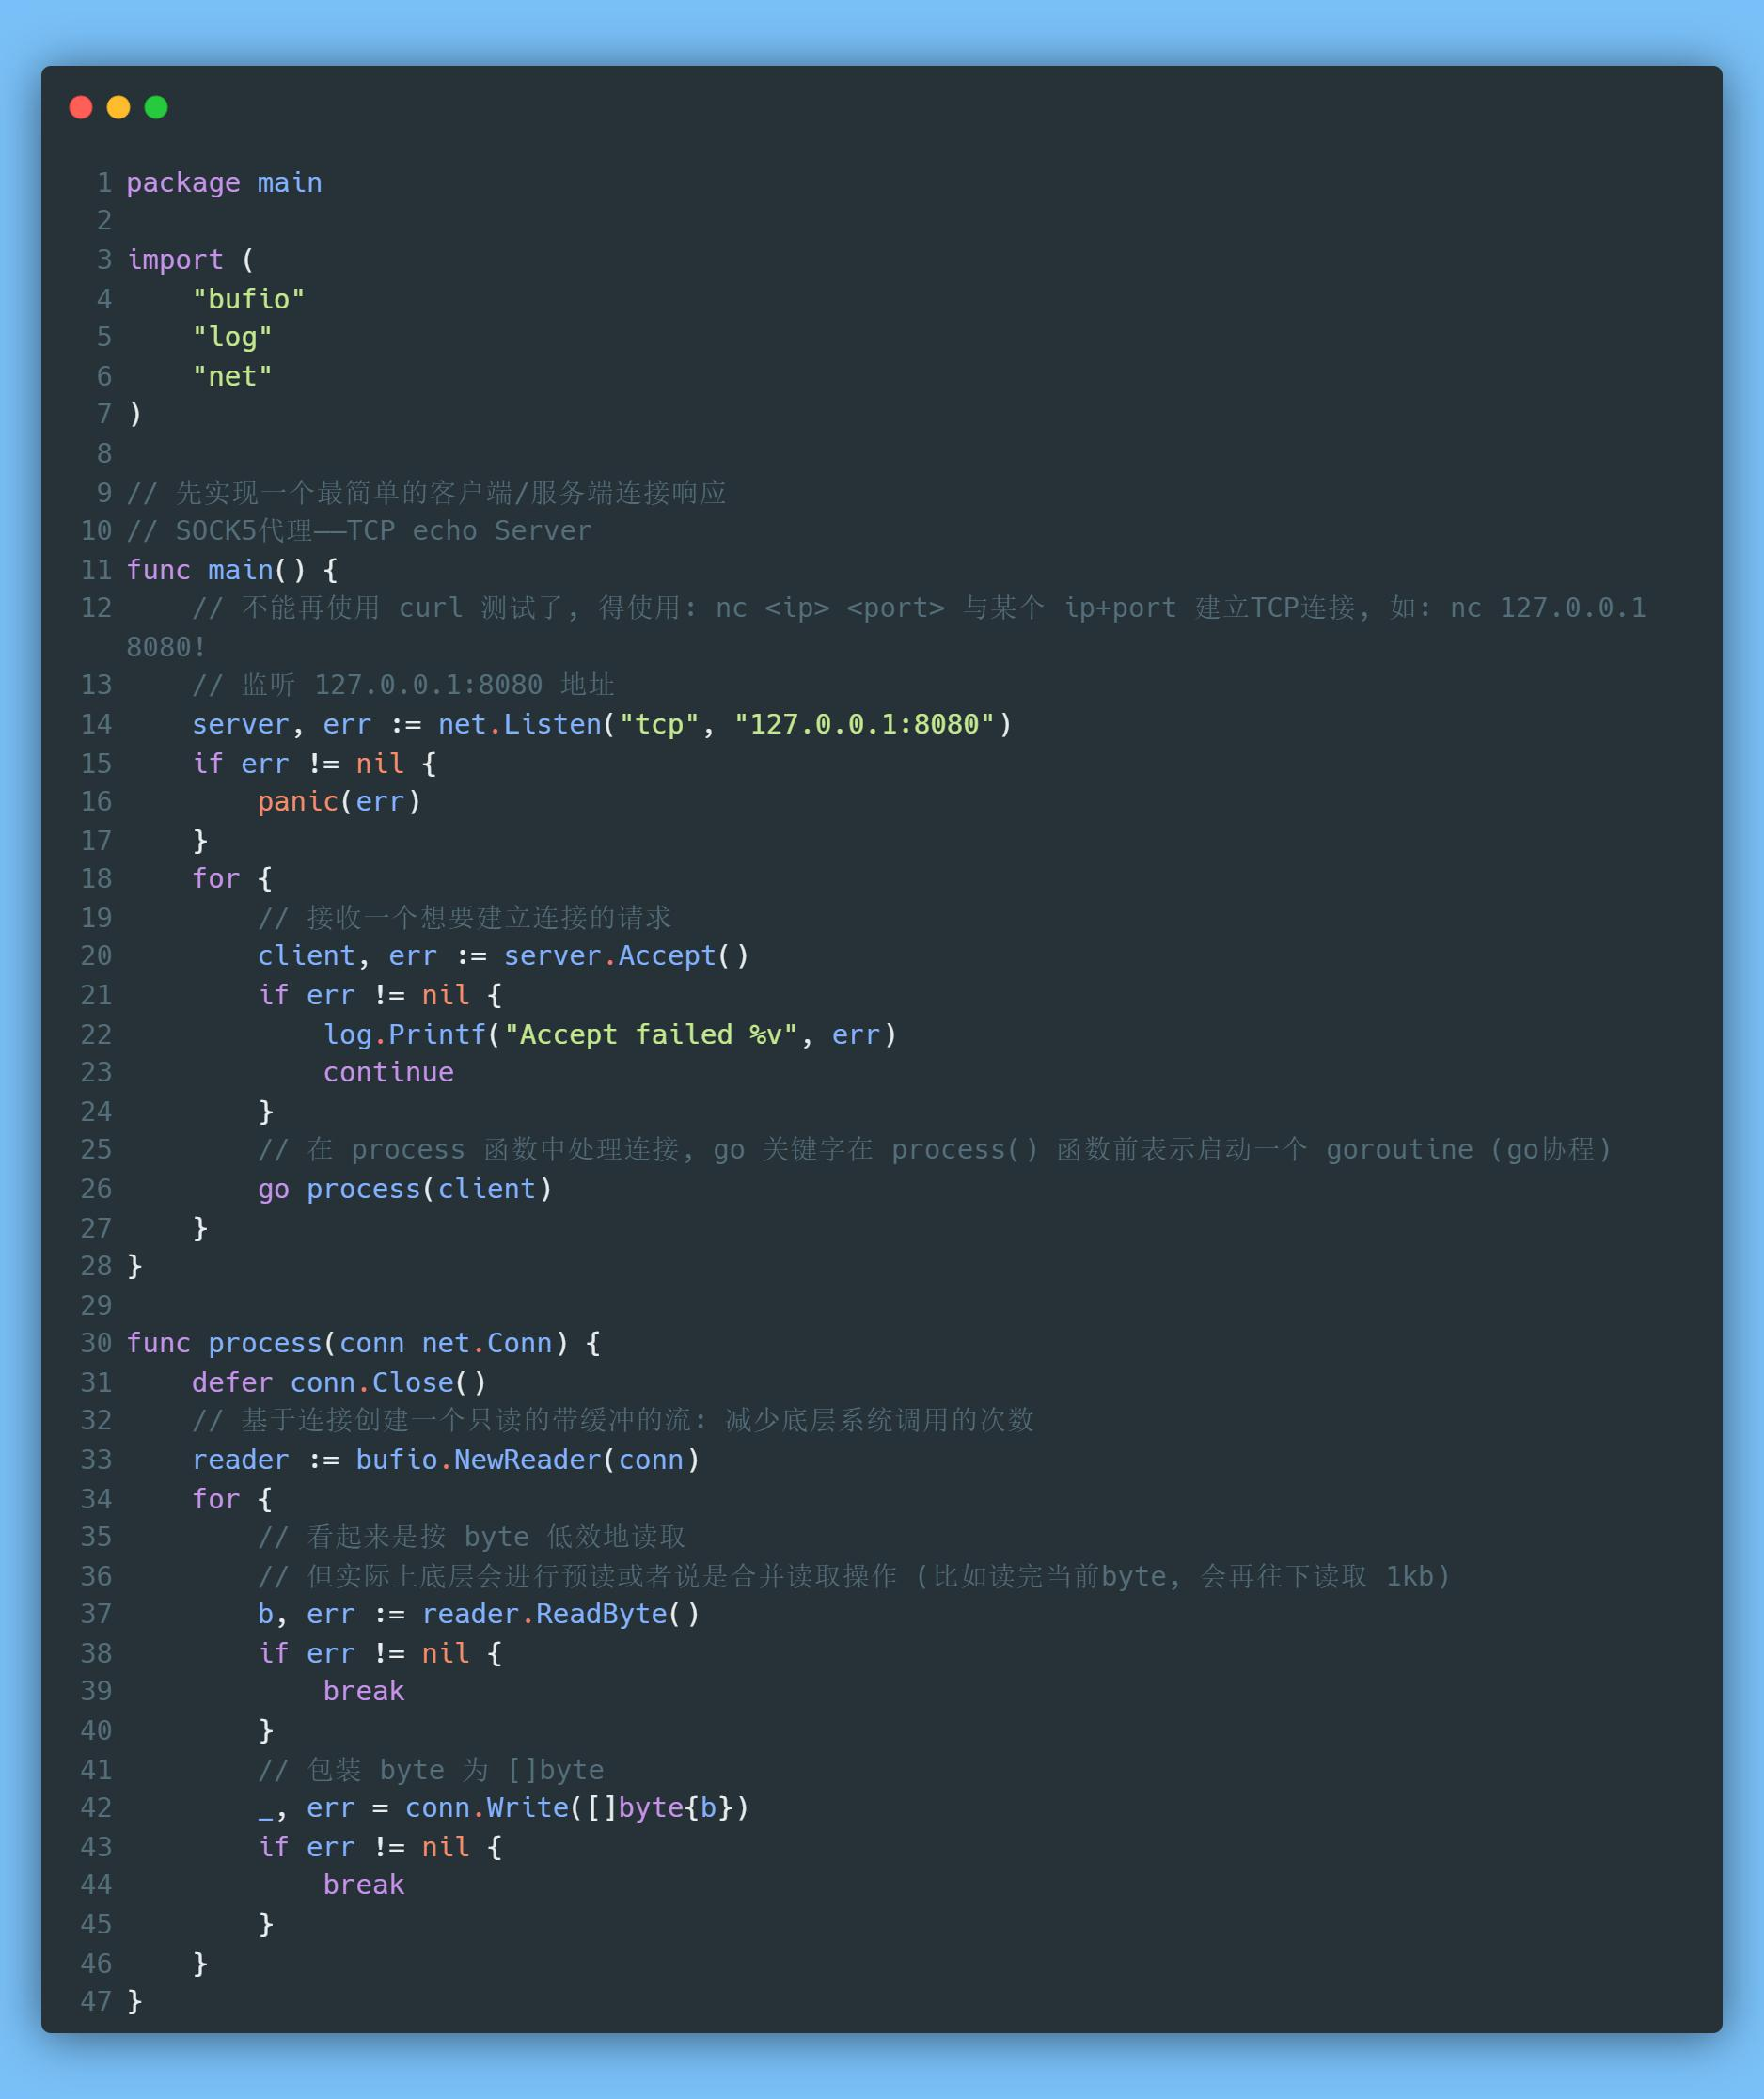 1 package main
2
3 import (
4     "bufio"
5     "log"
6     "net"
7 )
8
9 // 先实现一个最简单的客户端/服务端连接响应
10 // SOCK5代理——TCP echo Server
11 func main() {
12     // 不能再使用 curl 测试了, 得使用: nc <ip> <port> 与某个 ip+port 建立TCP连接, 如: nc 127.0.0.1
8080!
13     // 监听 127.0.0.1:8080 地址
14     server, err := net.Listen("tcp", "127.0.0.1:8080")
15     if err != nil {
16         panic(err)
17     }
18     for {
19         // 接收一个想要建立连接的请求
20         client, err := server.Accept()
21         if err != nil {
22             log.Printf("Accept failed %v", err)
23             continue
24         }
25         // 在 process 函数中处理连接, go 关键字在 process() 函数前表示启动一个 goroutine (go协程)
26         go process(client)
27     }
28 }
29
30 func process(conn net.Conn) {
31     defer conn.Close()
32     // 基于连接创建一个只读的带缓冲的流: 减少底层系统调用的次数
33     reader := bufio.NewReader(conn)
34     for {
35         // 看起来是按 byte 低效地读取
36         // 但实际上底层会进行预读或者说是合并读取操作 (比如读完当前byte, 会再往下读取 1kb)
37         b, err := reader.ReadByte()
38         if err != nil {
39             break
40         }
41         // 包装 byte 为 []byte
42         _, err = conn.Write([]byte{b})
43         if err != nil {
44             break
45         }
46     }
47 }